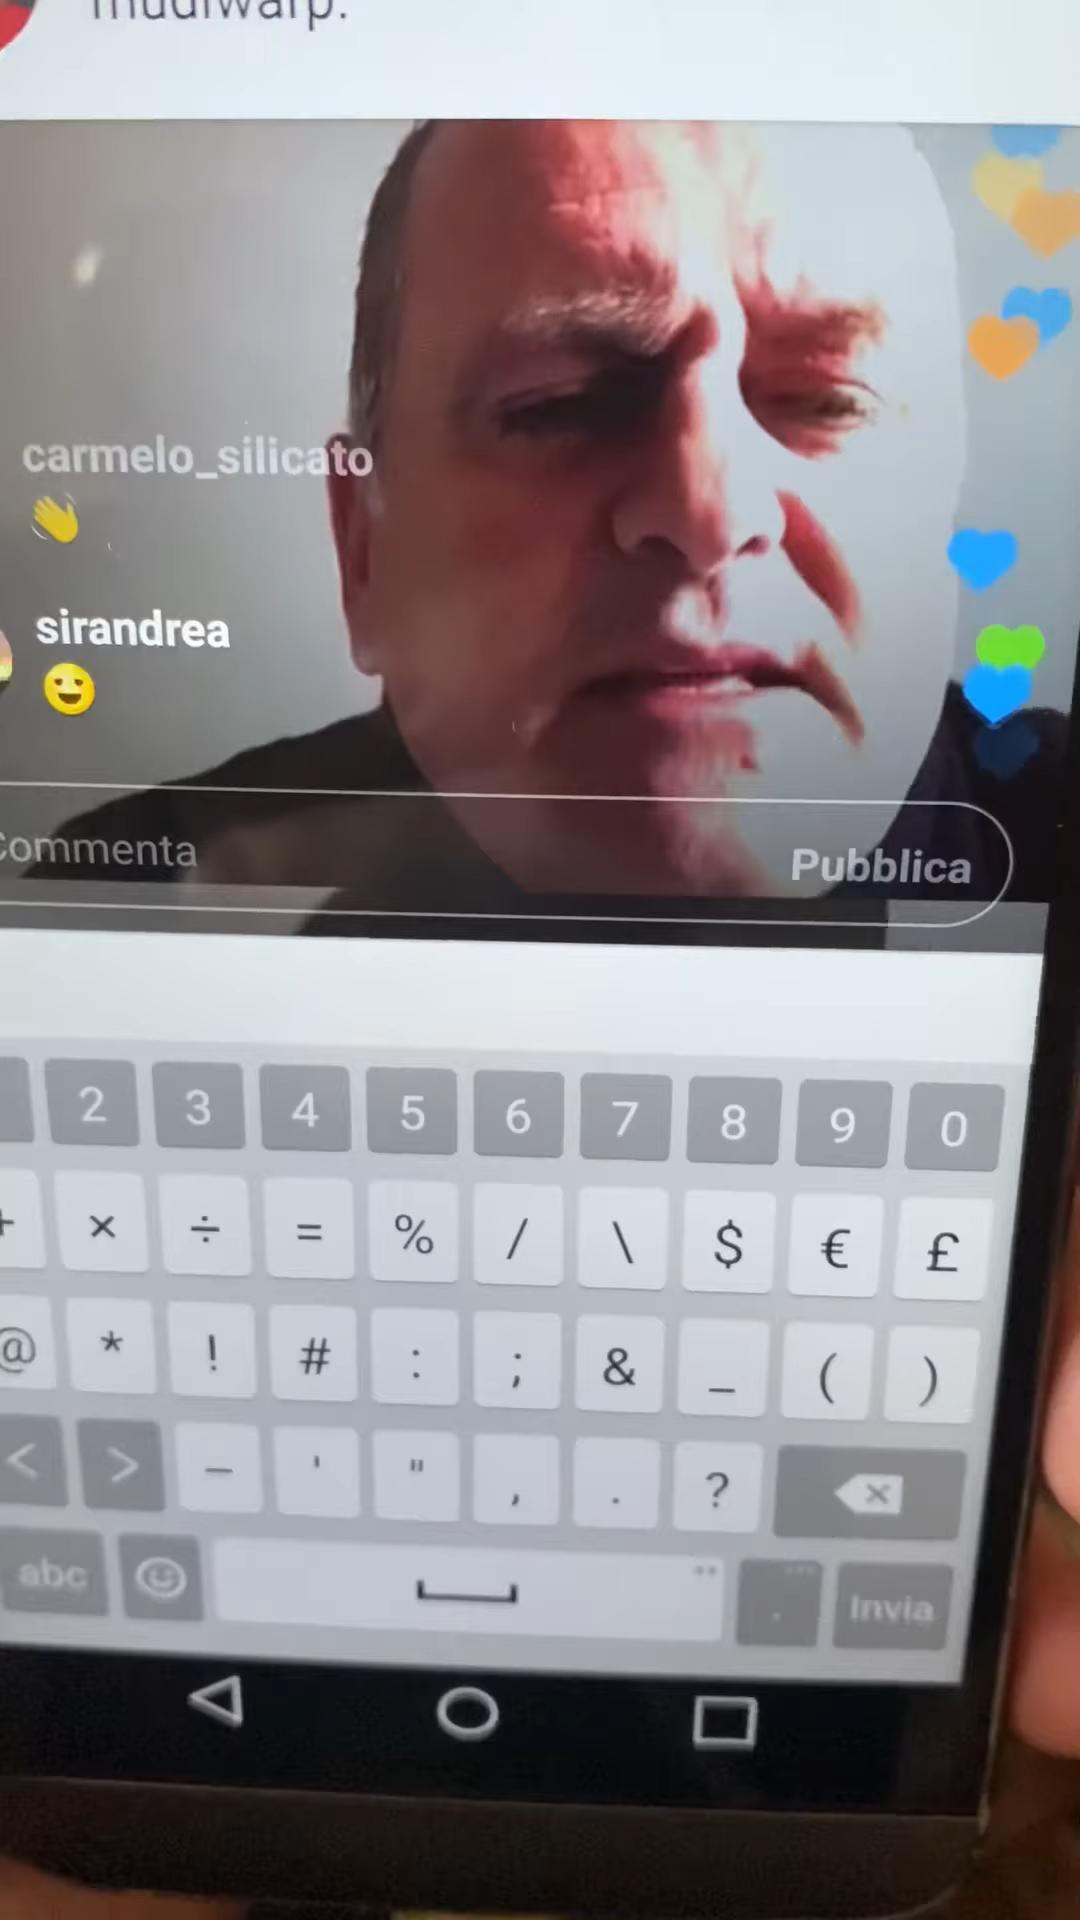 carmelo_silicato
sirandrea
Commenta
Pubblica
2 3 4 5 6 7 8 9 0
+ × ÷ = % / \ $ € £
@ * ! # : ; & _ ( )
< > - ' " , . ?
abc . Invia